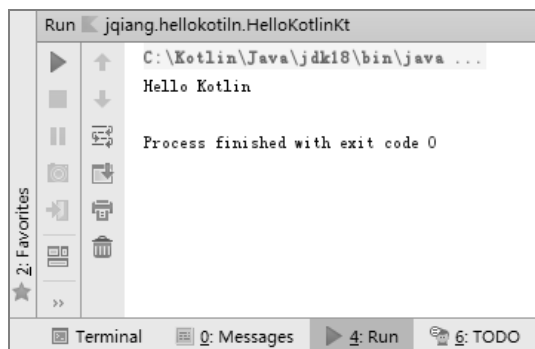 Run jqiang.hellokotiln.HelloKotlinKt
C:\Kotlin\Java\jdk18\bin\java ...
Hello Kotlin
Process finished with exit code 0
2: Favorites
>>
Terminal 0: Messages 4: Run 6: TODO